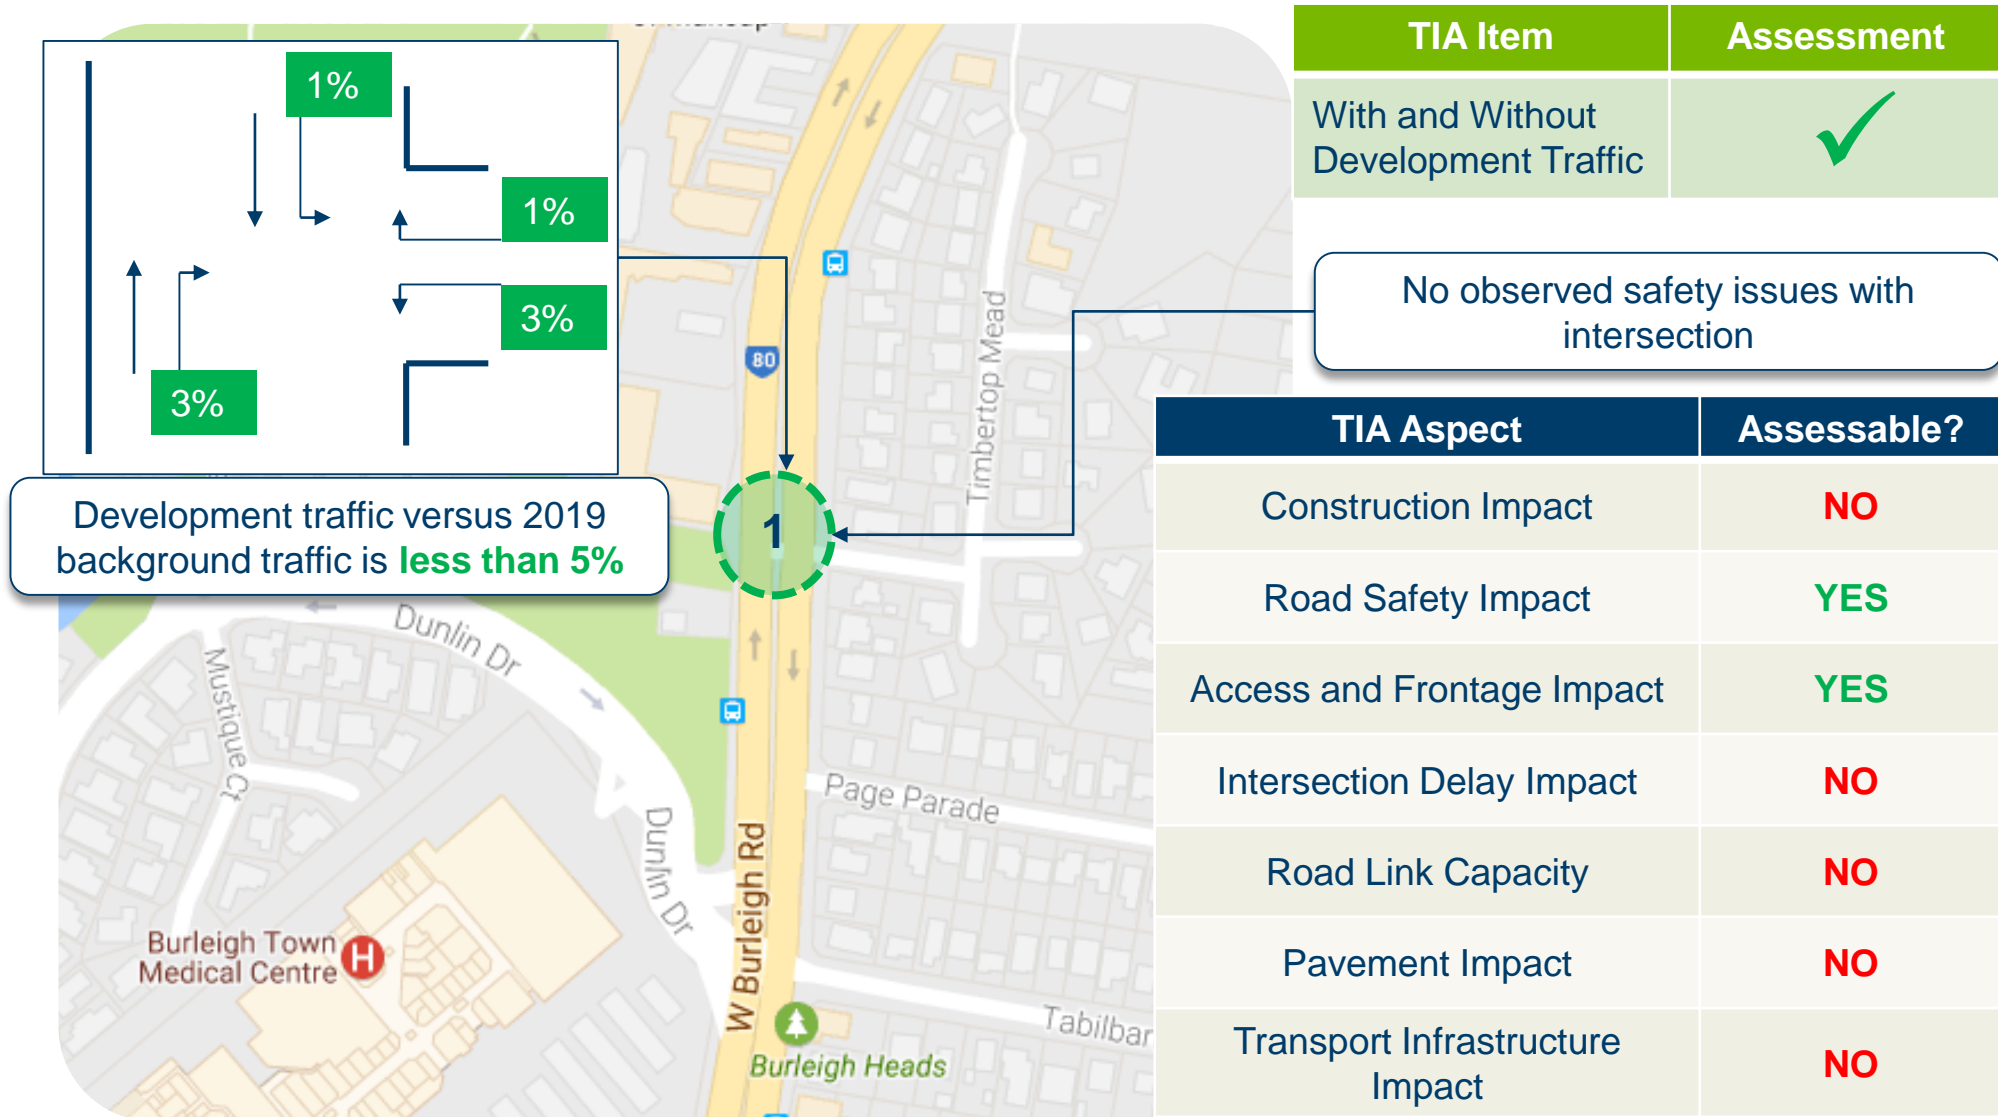 1%
1%
3%
3%
Development traffic versus 2019
background traffic is less than 5%
TIA Item Assessment
With and Without
Development Traffic
No observed safety issues with
intersection
TIA Aspect Assessable?
Construction Impact NO
Road Safety Impact YES
Access and Frontage Impact YES
Intersection Delay Impact NO
Road Link Capacity NO
Pavement Impact NO
Transport Infrastructure
Impact
NO
80
1
Timbertop Mead
Dunlin Dr
Mustique Ct
Dunlin Dr
Page Parade
W Burleigh Rd
Burleigh Town
Medical Centre
H
Tabilbar
Burleigh Heads